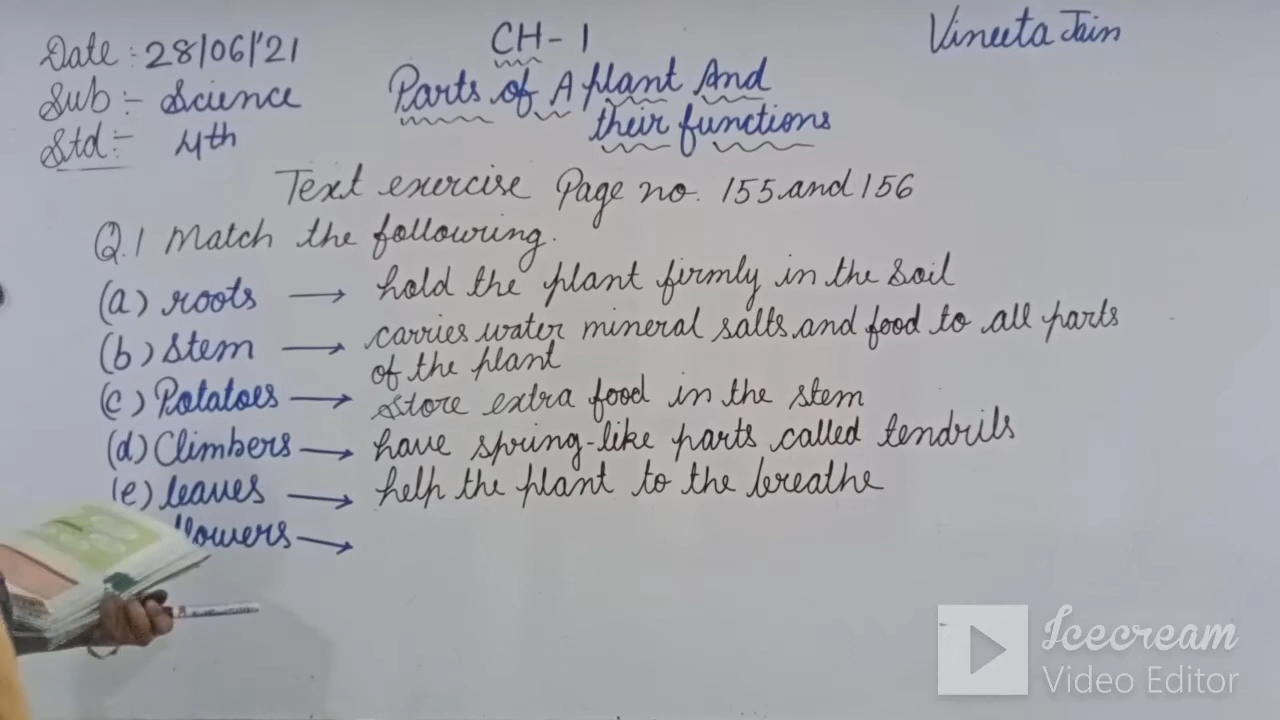 Date : 28/06/'21
Sub :- Science
Std :- 4th
CH - 1
Parts of A plant And
their functions
Vineeta Jain
Text exercise Page no. 155 and 156
Q.1 Match the following.
(a) roots → hold the plant firmly in the soil
(b) Stem → carries water mineral salts and food to all parts
of the plant
(c) Potatoes → Store extra food in the stem
(d) Climbers → have spring-like parts called tendrils
(e) leaves → help the plant to the breathe
lowers →
Icecream
Video Editor